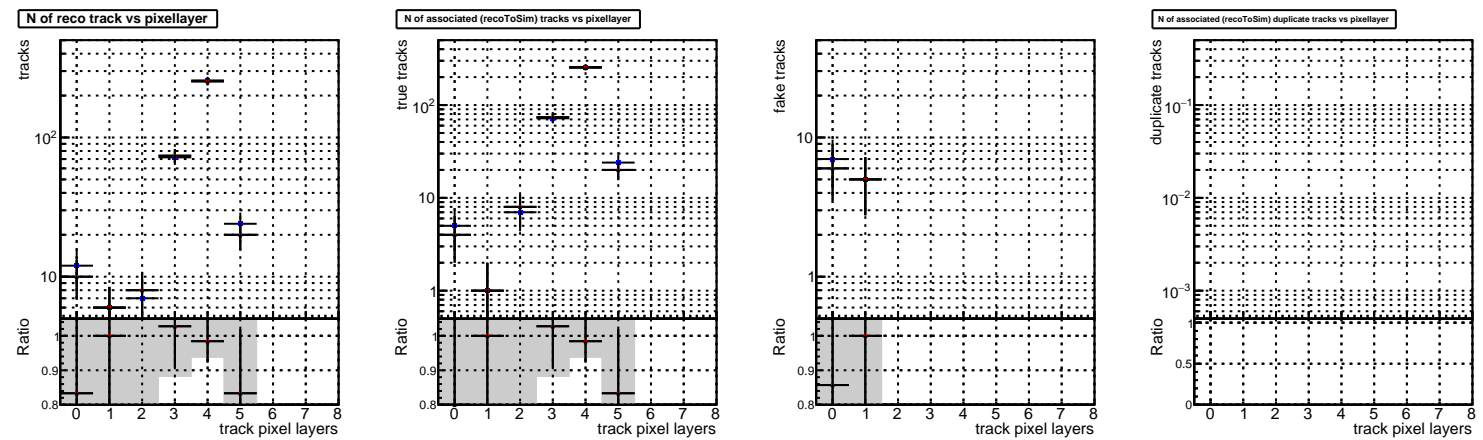 N of reco track vs pixellayer
tracks
10²
10
Ratio
1
0.9
0.8
0 1 2 3 4 5 6 7 8
track pixel layers
N of associated (recoToSim) tracks vs pixellayer
true tracks
10²
10
1
Ratio
1
0.9
0.8
0 1 2 3 4 5 6 7 8
track pixel layers
fake tracks
10
1
Ratio
1
0.9
0.8
0 1 2 3 4 5 6 7 8
track pixel layers
N of associated (recoToSim) duplicate tracks vs pixellayer
duplicate tracks
10⁻¹
10⁻²
10⁻³
Ratio
1
0.5
0
0 1 2 3 4 5 6 7 8
track pixel layers